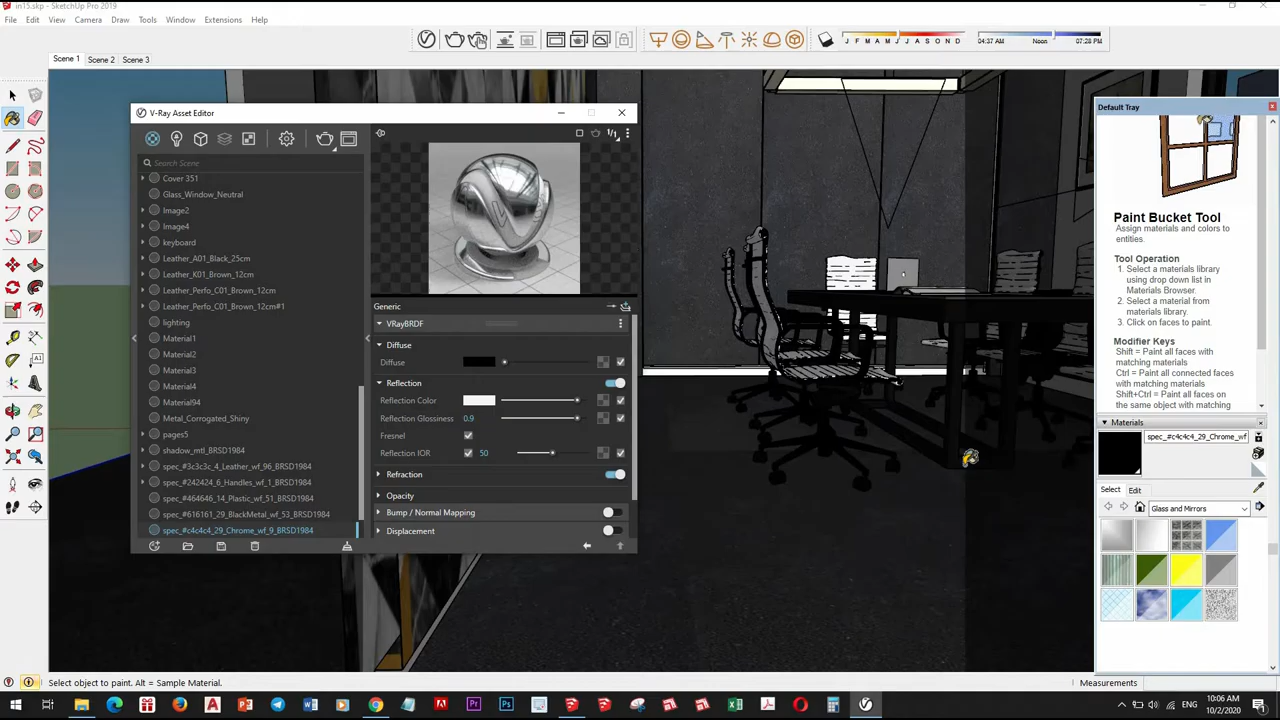 in15.skp - SketchUp Pro 2019
File Edit View Camera Draw Tools Window Extensions Help
J F M A M J J A S O N D
04:37 AM Noon 07:28 PM
Scene 1 Scene 2 Scene 3
V-Ray Asset Editor
Search Scene
Cover 351
Glass_Window_Neutral
Image2
Image4
keyboard
Leather_A01_Black_25cm
Leather_K01_Brown_12cm
Leather_Perfo_C01_Brown_12cm
Leather_Perfo_C01_Brown_12cm#1
lighting
Material1
Material2
Material3
Material4
Material94
Metal_Corrogated_Shiny
pages5
shadow_mtl_BRSD1984
spec_#3c3c3c_4_Leather_wf_96_BRSD1984
spec_#242424_6_Handles_wf_1_BRSD1984
spec_#464646_14_Plastic_wf_51_BRSD1984
spec_#616161_29_BlackMetal_wf_53_BRSD1984
spec_#c4c4c4_29_Chrome_wf_9_BRSD1984
1/1
Generic
VRayBRDF
Diffuse
Diffuse
Reflection
Reflection Color
Reflection Glossiness 0.9
Fresnel
Reflection IOR 50
Refraction
Opacity
Bump / Normal Mapping
Displacement
Default Tray
Paint Bucket Tool
Assign materials and colors to
entities.
Tool Operation
1. Select a materials library
using drop down list in
Materials Browser.
2. Select a material from
materials library.
3. Click on faces to paint.
Modifier Keys
Shift = Paint all faces with
matching materials
Ctrl = Paint all connected faces
with matching materials
Shift+Ctrl = Paint all faces on
the same object with matching
Materials
spec_#c4c4c4_29_Chrome_wf
Select Edit
Glass and Mirrors
Select object to paint. Alt = Sample Material.
Measurements
ENG
10:06 AM
10/2/2020